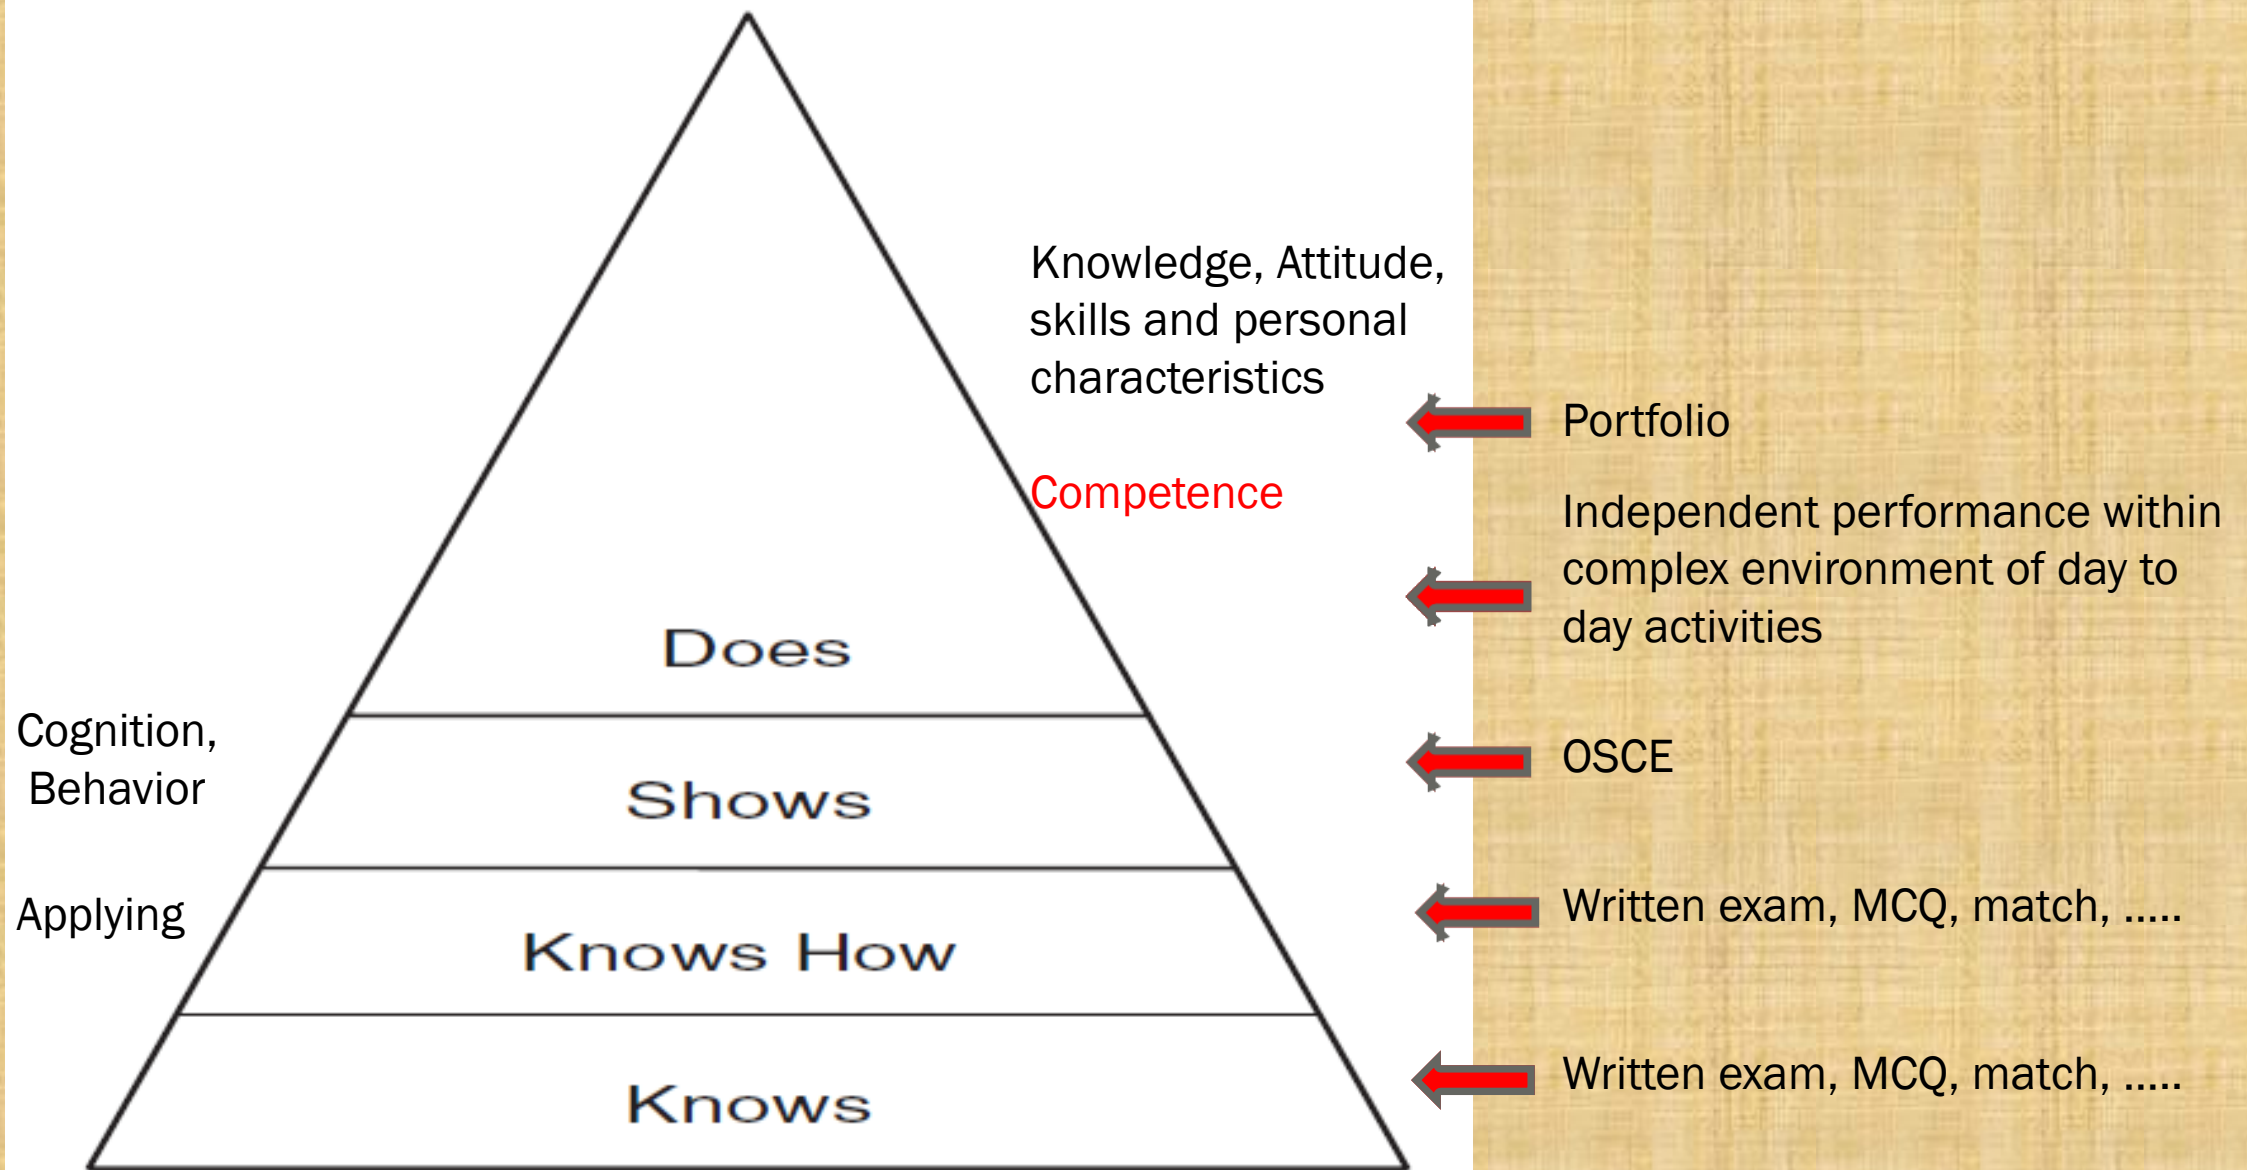 Knowledge, Attitude,
skills and personal
characteristics
Portfolio
Competence
Independent performance within
complex environment of day to
day activities
Does
Cognition,
Behavior
Shows
OSCE
Applying
Knows How
Written exam, MCQ, match, .....
Knows
Written exam, MCQ, match, .....